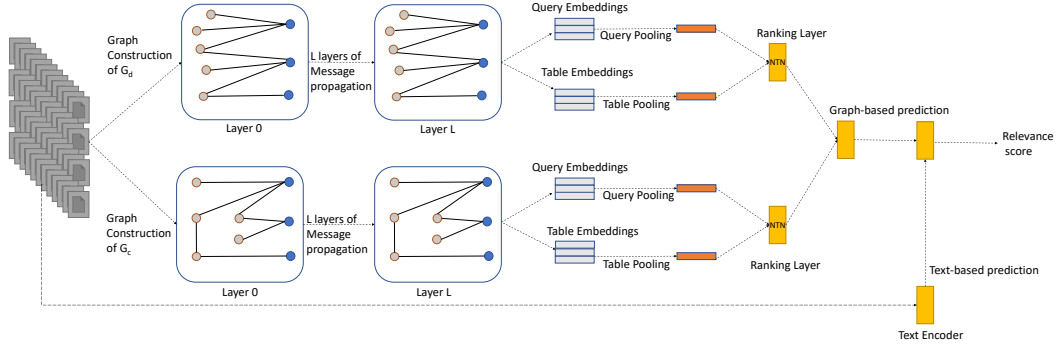 Graph
Construction
of G_d
Layer 0
L layers of
Message
propagation
Layer L
Query Embeddings
Query Pooling
Table Embeddings
Table Pooling
Ranking Layer
NTN
Graph-based prediction
Relevance
score
Graph
Construction
of G_c
Layer 0
L layers of
Message
propagation
Layer L
Query Embeddings
Query Pooling
Table Embeddings
Table Pooling
NTN
Ranking Layer
Text-based prediction
Text Encoder